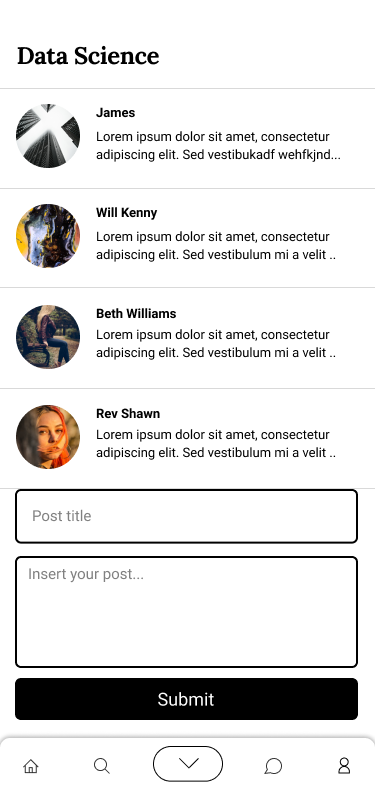 Data Science
James
Lorem ipsum dolor sit amet, consectetur
adipiscing elit. Sed vestibukadf wehfkjnd...
Will Kenny
Lorem ipsum dolor sit amet, consectetur
adipiscing elit. Sed vestibulum mi a velit ..
Beth Williams
Lorem ipsum dolor sit amet, consectetur
adipiscing elit. Sed vestibulum mi a velit ..
Rev Shawn
Lorem ipsum dolor sit amet, consectetur
adipiscing elit. Sed vestibulum mi a velit ..
Post title
Insert your post...
Submit